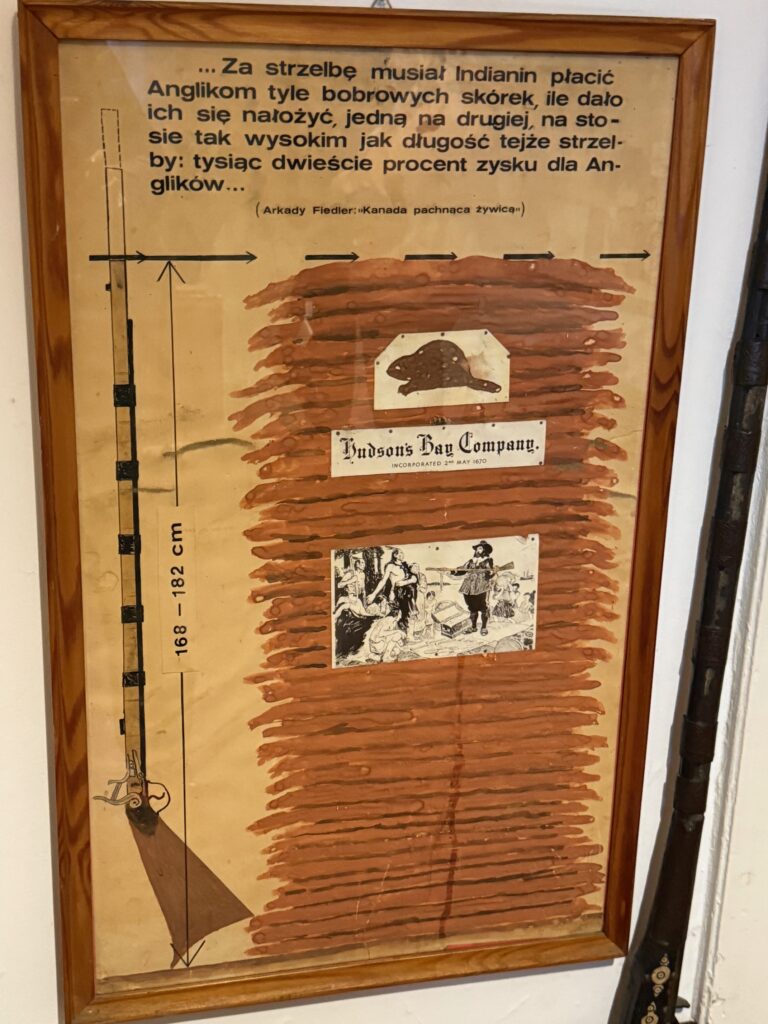 ... Za strzelbę musiał Indianin płacić
Anglikom tyle bobrowych skórek, ile dało
ich się nałożyć, jedną na drugiej, na sto-
sie tak wysokim jak długość tejże strzel-
by: tysiąc dwieście procent zysku dla An-
glików...
(Arkady Fiedler: »Kanada pachnąca żywicą«)
Hudson's Bay Company.
INCORPORATED 2ND MAY 1670
168 – 182 cm